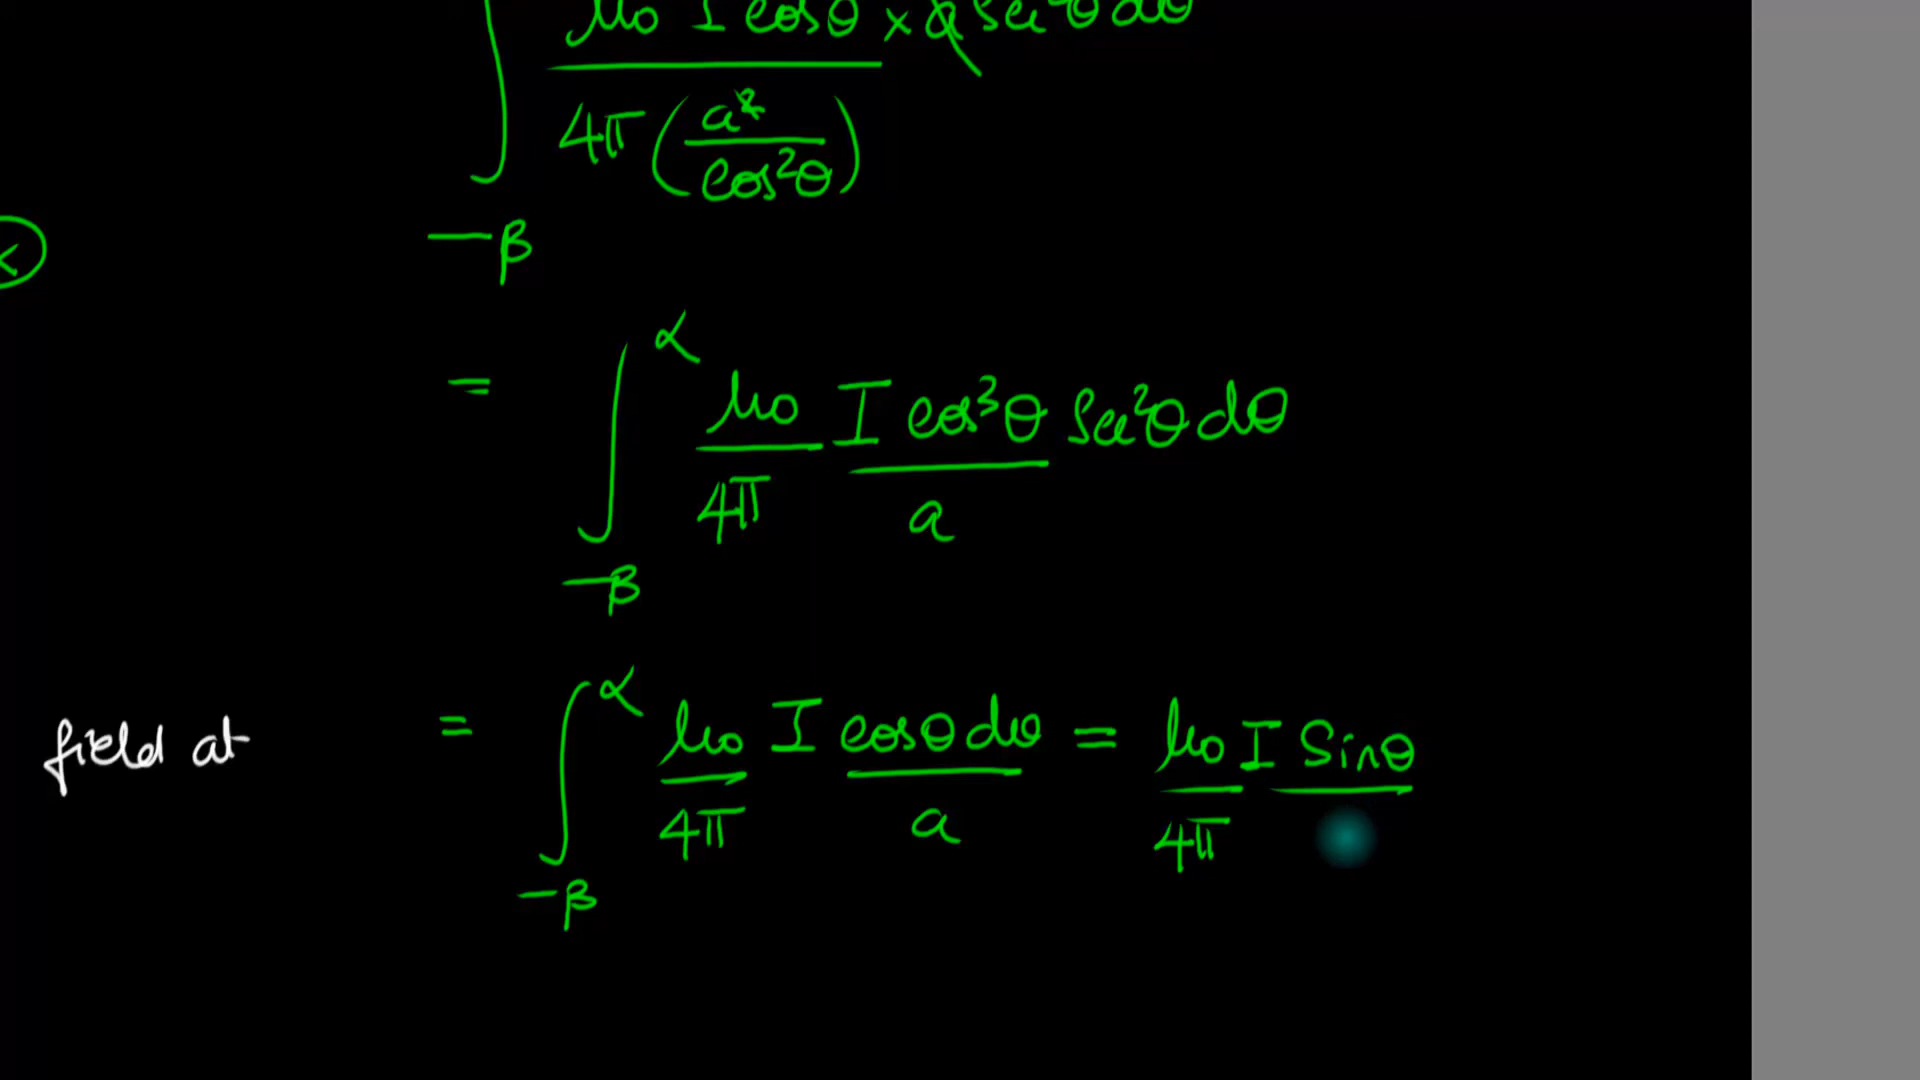 ∫ μ₀ I cosθ / 4π (a² / cos²θ) × a sec²θ dθ
−β
= ∫_{−β}^{α} μ₀/4π I cos³θ / a sec²θ dθ
field at
= ∫_{−β}^{α} μ₀/4π I cosθ dθ / a = μ₀/4π I Sinθ